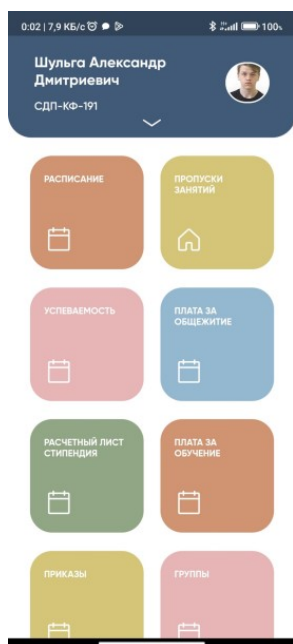 0:02 | 7,9 КБ/с
100%
Шульга Александр
Дмитриевич
СДП-КФ-191
РАСПИСАНИЕ
ПРОПУСКИ
ЗАНЯТИЙ
УСПЕВАЕМОСТЬ
ПЛАТА ЗА
ОБЩЕЖИТИЕ
РАСЧЕТНЫЙ ЛИСТ
СТИПЕНДИЯ
ПЛАТА ЗА
ОБУЧЕНИЕ
ПРИКАЗЫ
ГРУППЫ